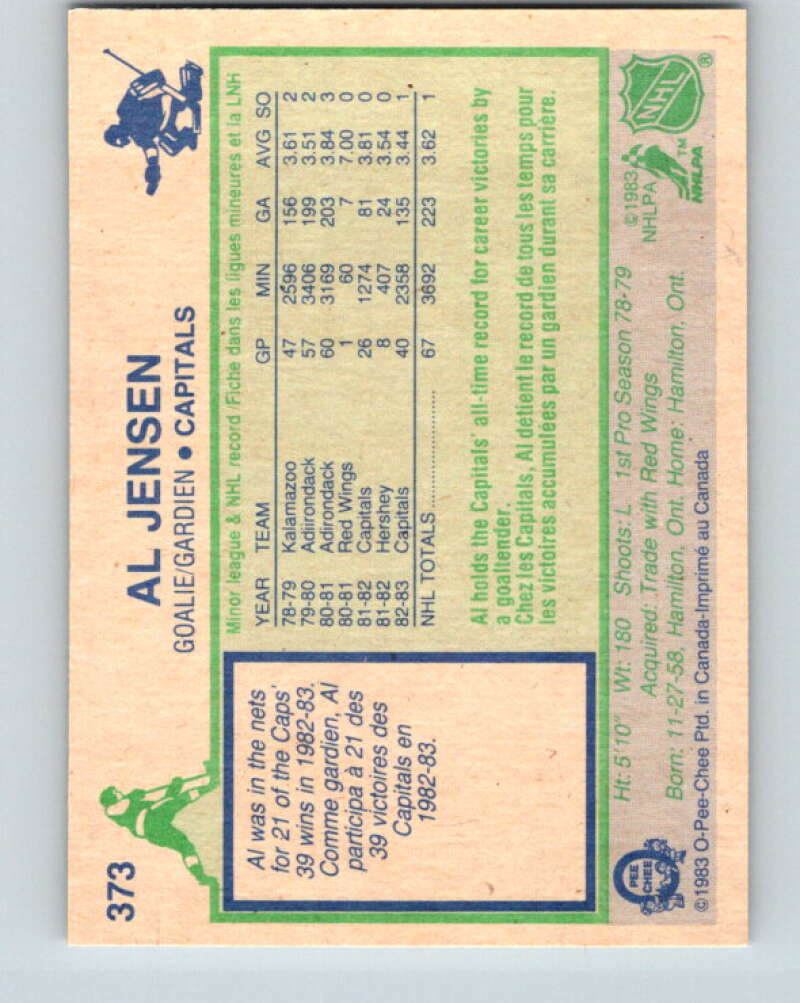 373
AL JENSEN
GOALIE/GARDIEN • CAPITALS
Al was in the nets
for 21 of the Caps'
39 wins in 1982-83.
Comme gardien, Al
participa à 21 des
39 victoires des
Capitals en
1982-83.
Minor league & NHL record/Fiche dans les ligues mineures et la LNH
YEAR TEAM GP MIN GA AVG SO
78-79 Kalamazoo 47 2596 156 3.61 2
79-80 Adiirondack 57 3406 199 3.51 2
80-81 Adirondack 60 3169 203 3.84 3
80-81 Red Wings 1 60 7 7.00 0
81-82 Capitals 26 1274 81 3.81 0
81-82 Hershey 8 407 24 3.54 0
82-83 Capitals 40 2358 135 3.44 1
NHL TOTALS 67 3692 223 3.62 1
Al holds the Capitals' all-time record for career victories by
a goaltender.
Chez les Capitals, Al détient le record de tous les temps pour
les victoires accumulées par un gardien durant sa carrière.
Ht: 5'10" Wt: 180 Shoots: L 1st Pro Season 78-79
Acquired: Trade with Red Wings
Born: 11-27-58, Hamilton, Ont. Home: Hamilton, Ont.
©1983 O-Pee-Chee Ptd. in Canada-Imprimé au Canada
O
PEE
CHEE
©1983
NHLPA
NHLPA
TM
NHL
®